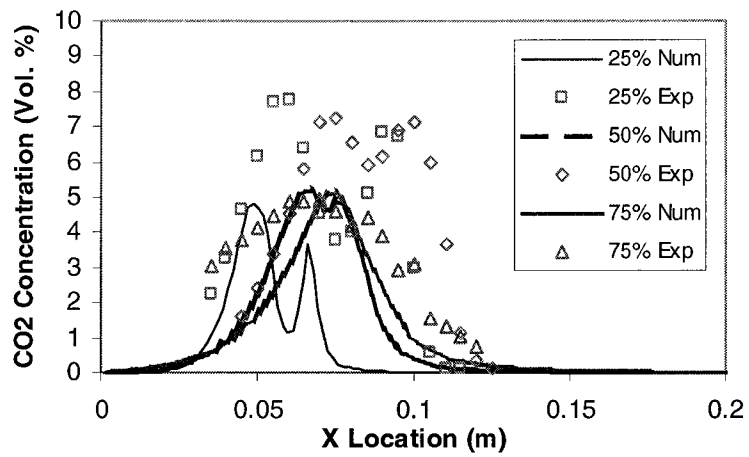 10
9
8
7
6
5
4
3
2
1
0
CO2 Concentration (Vol. %)
25% Num
25% Exp
50% Num
50% Exp
75% Num
75% Exp
0
0.05
0.1
0.15
0.2
X Location (m)